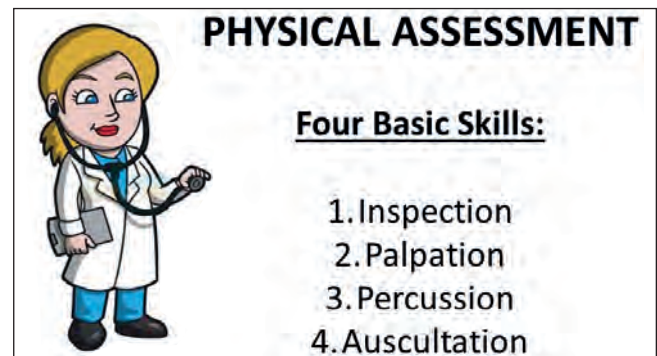 PHYSICAL ASSESSMENT
Four Basic Skills:
1. Inspection
2. Palpation
3. Percussion
4. Auscultation